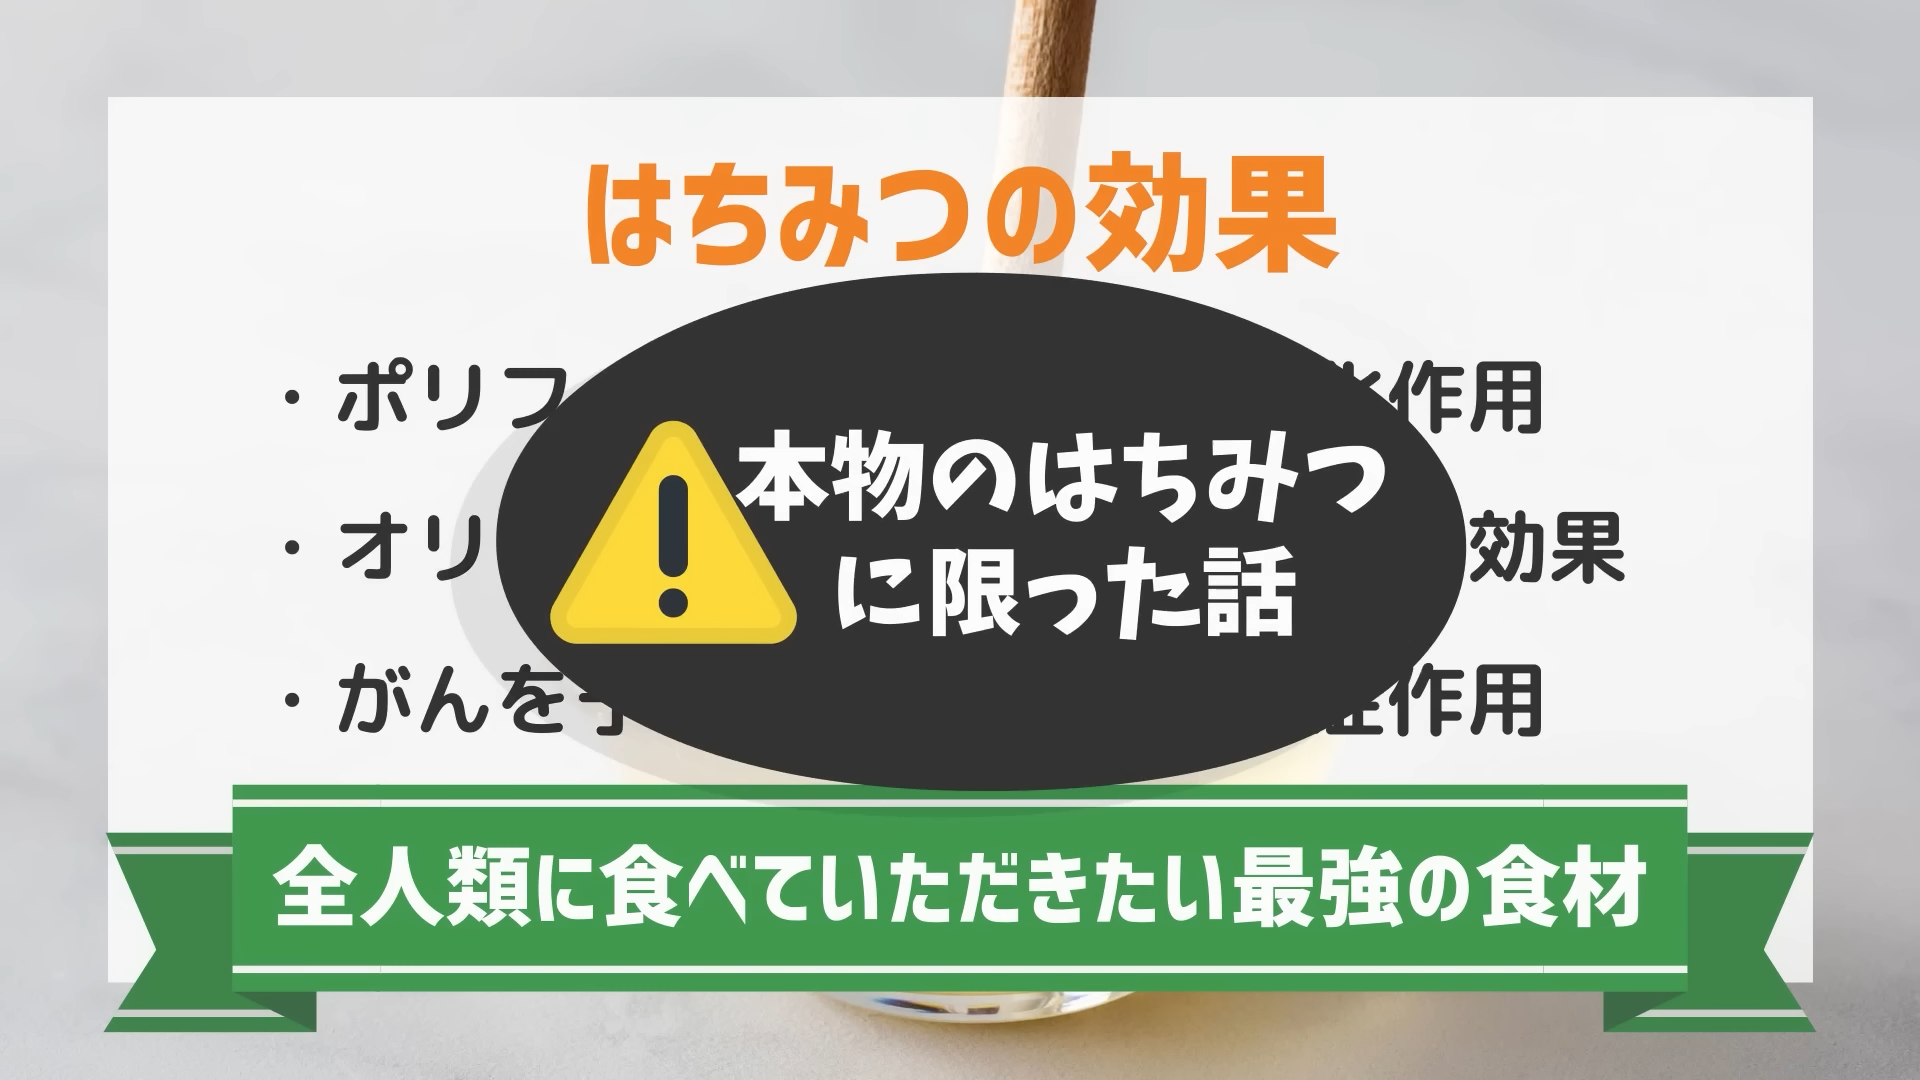 はちみつの効果
・ポリフ 作用
本物のはちみつ
に限った話
・オリ 効果
・がんを 作用
全人類に食べていただきたい最強の食材